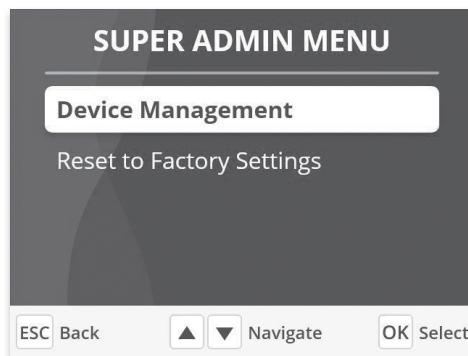 SUPER ADMIN MENU
Device Management
Reset to Factory Settings
ESC Back ▲ ▼ Navigate OK Select